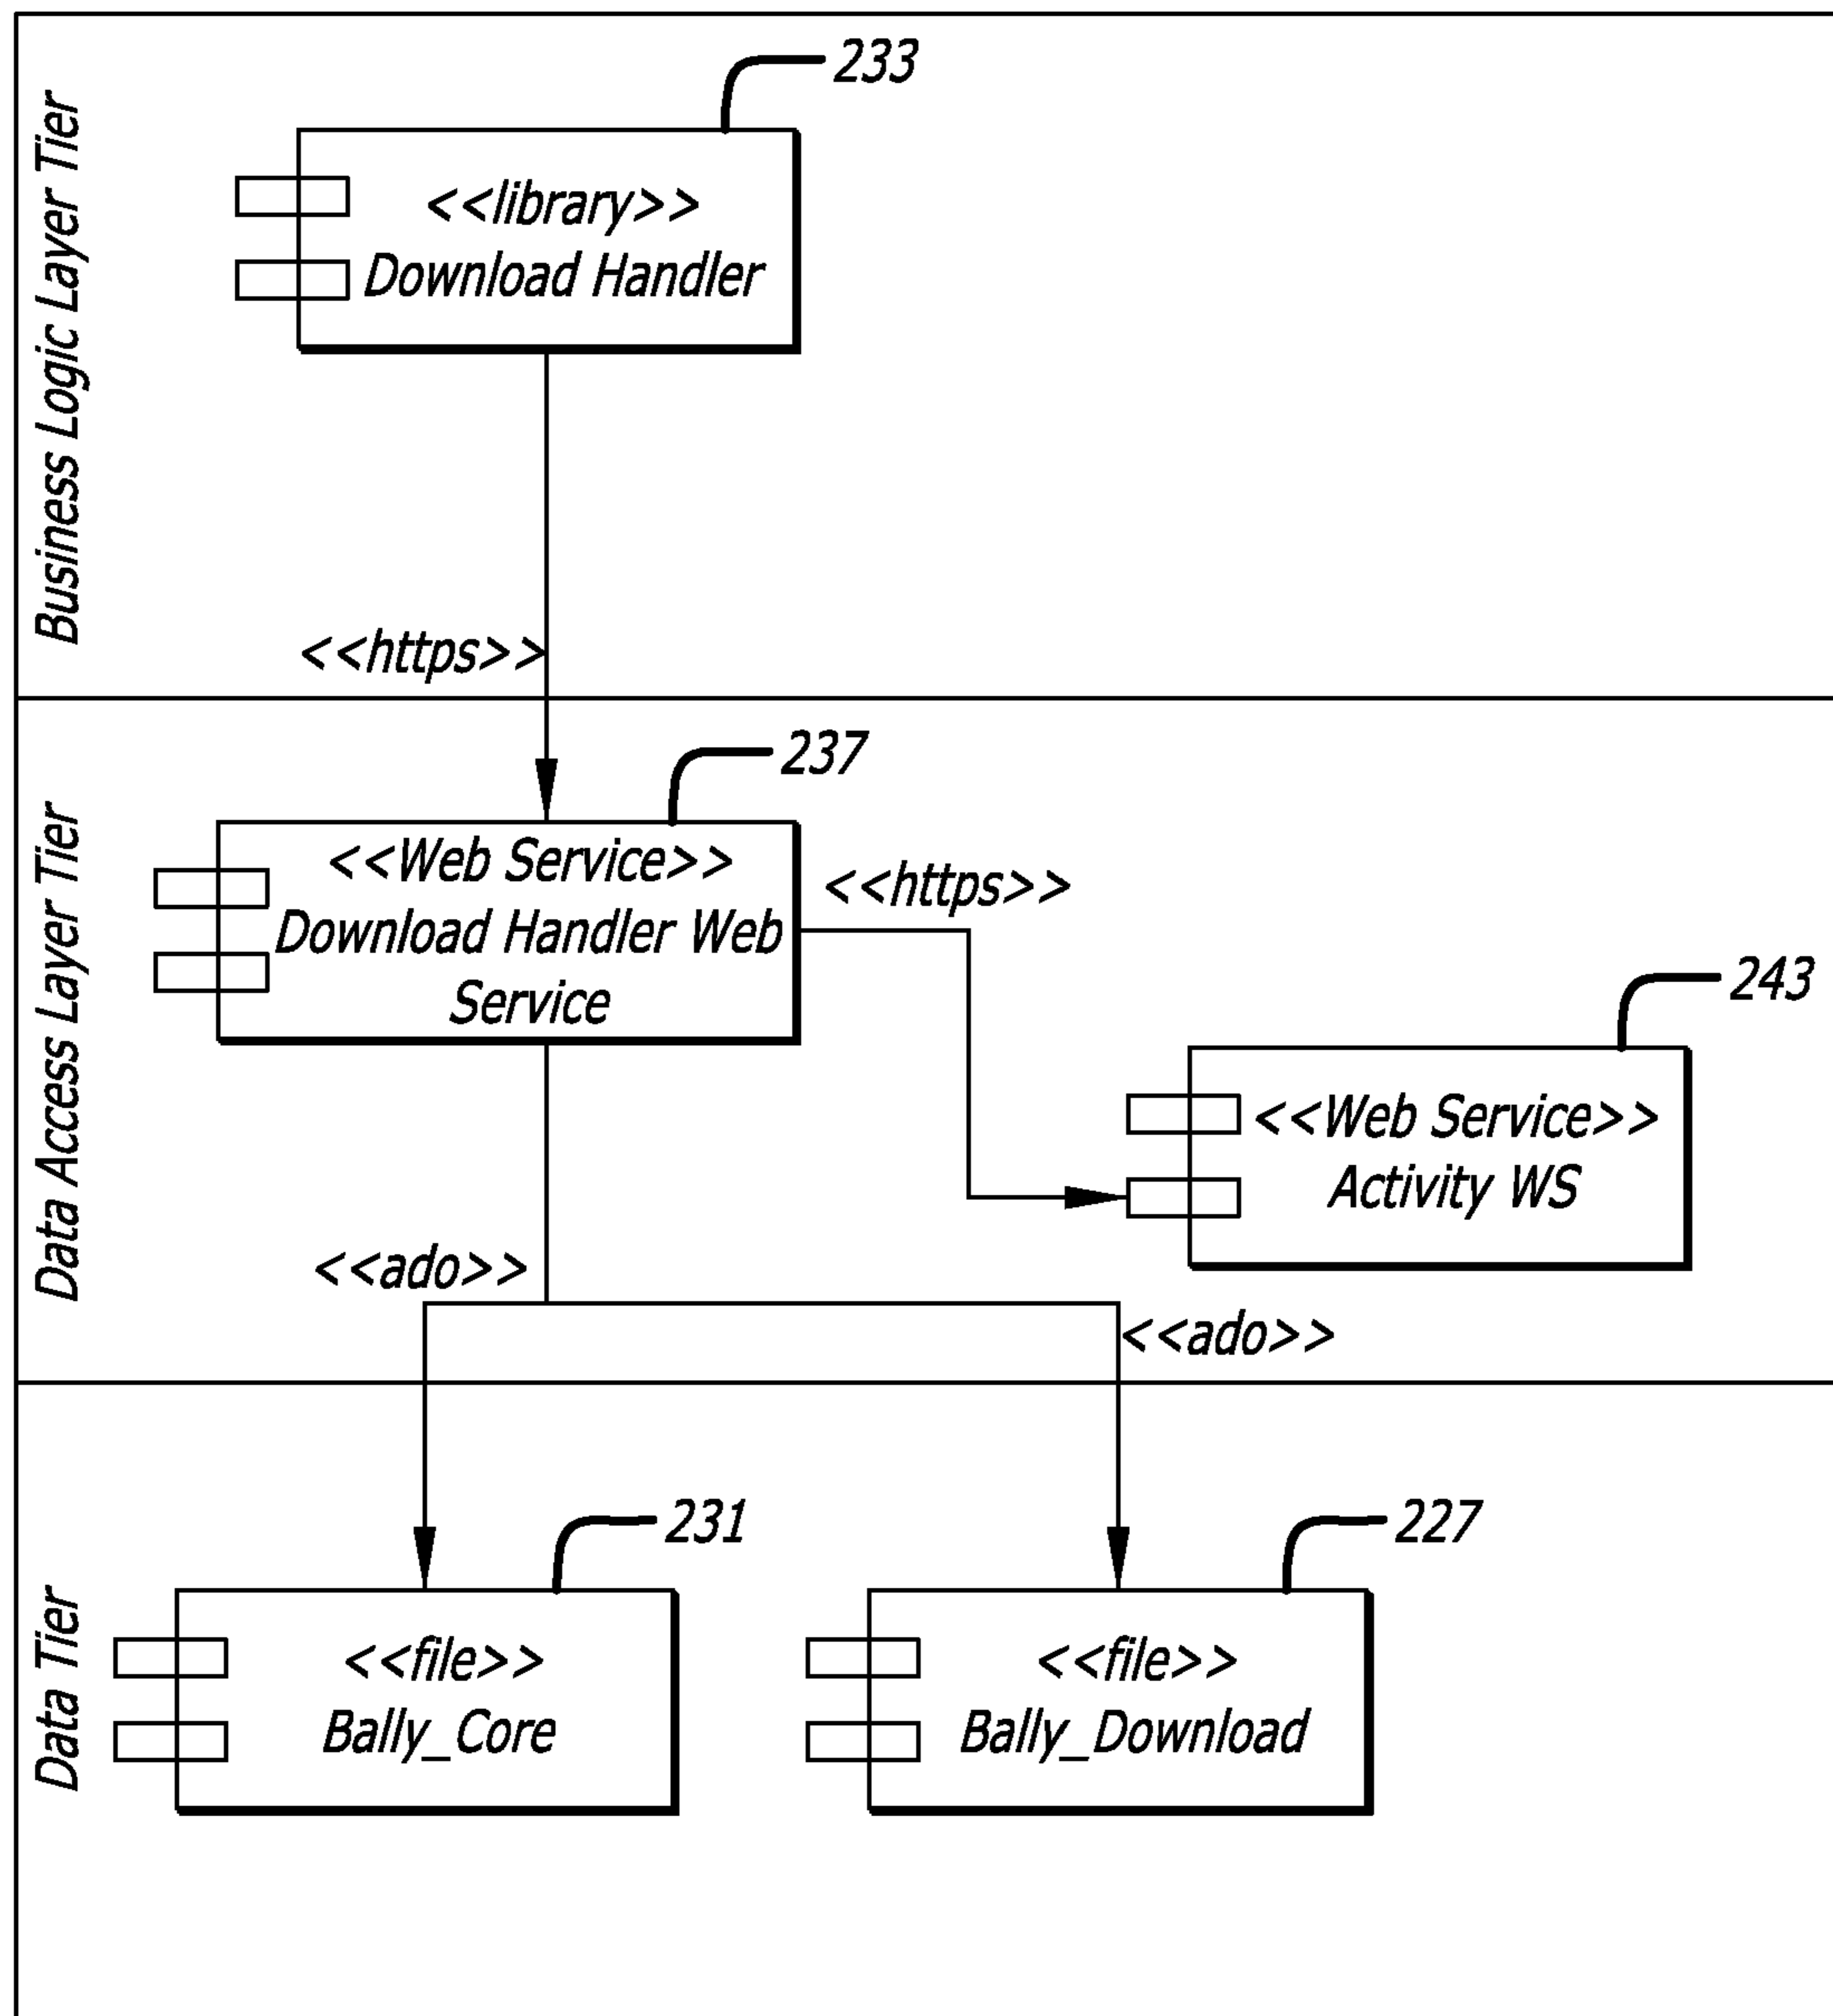 Business Logic Layer Tier
233
<<library>>
Download Handler
<<https>>
Data Access Layer Tier
237
<<Web Service>>
Download Handler Web
Service
<<https>>
243
<<Web Service>>
Activity WS
<<ado>>
<<ado>>
Data Tier
231
<<file>>
Bally_Core
227
<<file>>
Bally_Download